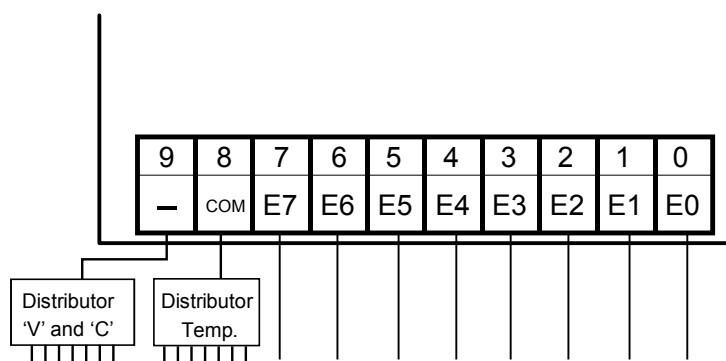 9 8 7 6 5 4 3 2 1 0
– COM E7 E6 E5 E4 E3 E2 E1 E0
Distributor
‘V’ and ‘C’
Distributor
Temp.